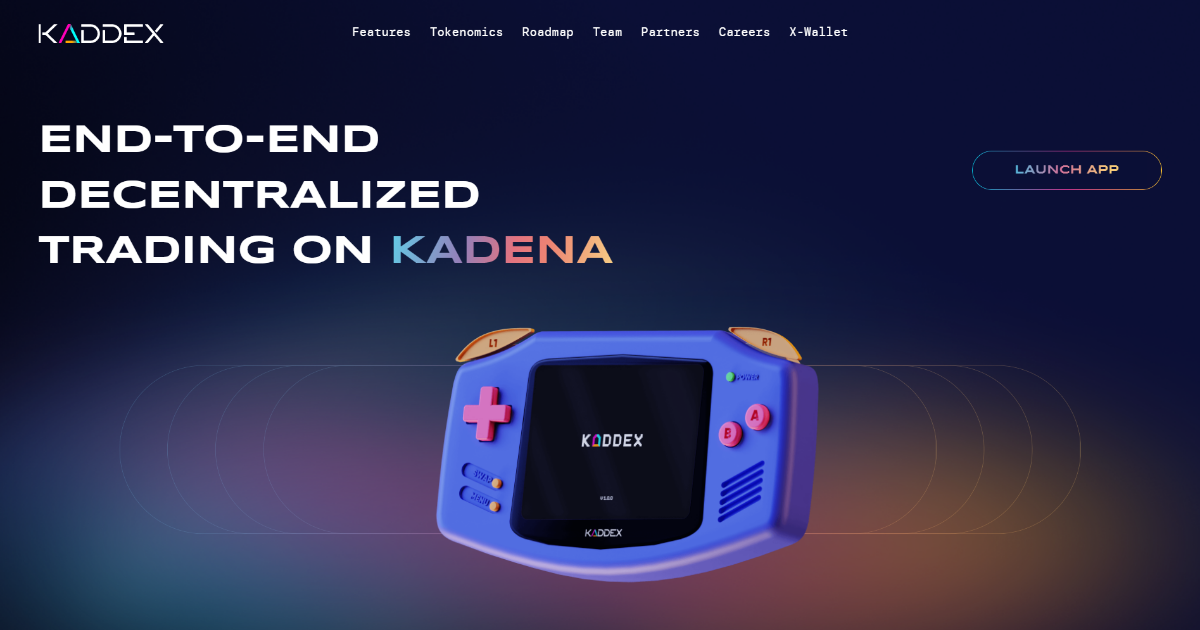 KADDEX
Features Tokenomics Roadmap Team Partners Careers X-Wallet
END-TO-END
DECENTRALIZED
TRADING ON KADENA
LAUNCH APP
L1
R1
POWER
A
B
KADDEX
SWAP
MENU
KADDEX